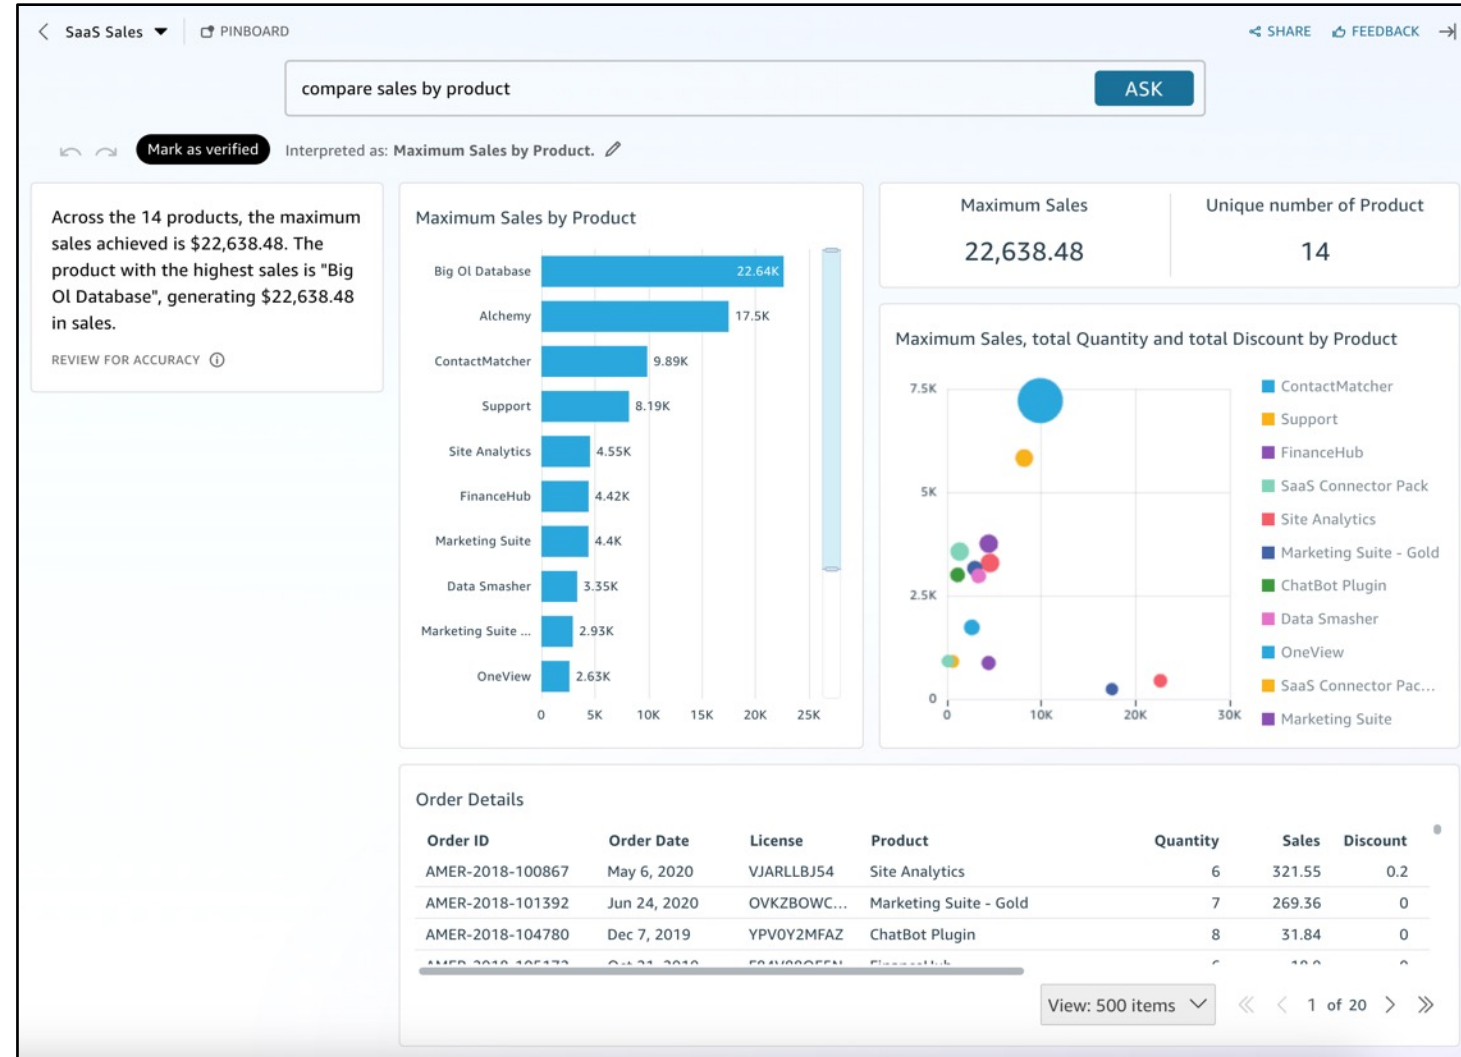 SaaS Sales
PINBOARD
SHARE
FEEDBACK
compare sales by product
ASK
Mark as verified
Interpreted as: Maximum Sales by Product.
Across the 14 products, the maximum
sales achieved is $22,638.48. The
product with the highest sales is "Big
Ol Database", generating $22,638.48
in sales.
REVIEW FOR ACCURACY
Maximum Sales by Product
Big Ol Database 22.64K
Alchemy 17.5K
ContactMatcher 9.89K
Support 8.19K
Site Analytics 4.55K
FinanceHub 4.42K
Marketing Suite 4.4K
Data Smasher 3.35K
Marketing Suite ... 2.93K
OneView 2.63K
0 5K 10K 15K 20K 25K
Maximum Sales
22,638.48
Unique number of Product
14
Maximum Sales, total Quantity and total Discount by Product
7.5K
5K
2.5K
0
0 10K 20K 30K
ContactMatcher
Support
FinanceHub
SaaS Connector Pack
Site Analytics
Marketing Suite - Gold
ChatBot Plugin
Data Smasher
OneView
SaaS Connector Pac...
Marketing Suite
Order Details
Order ID Order Date License Product Quantity Sales Discount
AMER-2018-100867 May 6, 2020 VJARLLBJ54 Site Analytics 6 321.55 0.2
AMER-2018-101392 Jun 24, 2020 OVKZBOWC... Marketing Suite - Gold 7 269.36 0
AMER-2018-104780 Dec 7, 2019 YPV0Y2MFAZ ChatBot Plugin 8 31.84 0
View: 500 items
1 of 20